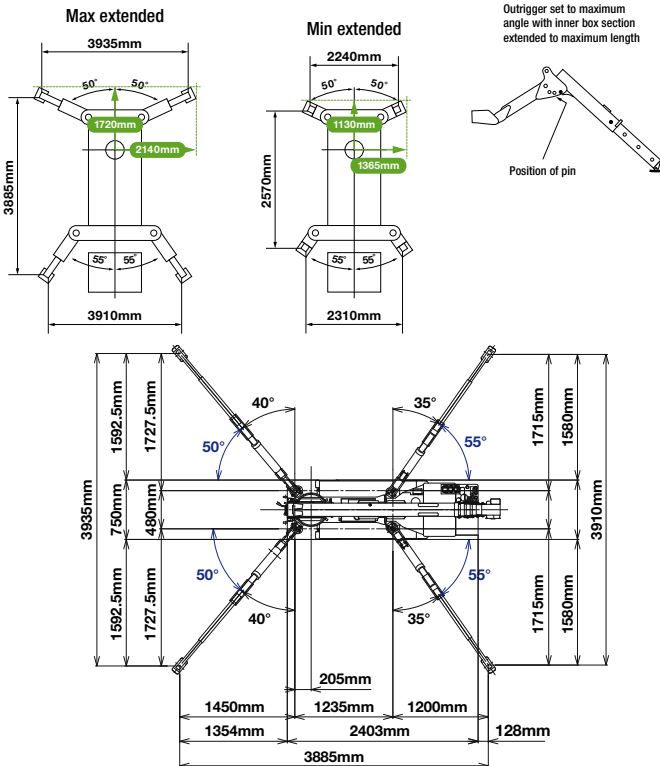 Max extended
3935mm
50°
50°
1720mm
2140mm
3885mm
55°
55°
3910mm
Min extended
2240mm
50°
50°
1130mm
1365mm
2570mm
55°
55°
2310mm
Outrigger set to maximum
angle with inner box section
extended to maximum length
Position of pin
3935mm
1592.5mm
750mm
1592.5mm
1727.5mm
480mm
1727.5mm
40°
50°
50°
40°
35°
55°
55°
35°
1715mm
1715mm
1580mm
1580mm
3910mm
205mm
1450mm
1235mm
1200mm
1354mm
2403mm
128mm
3885mm